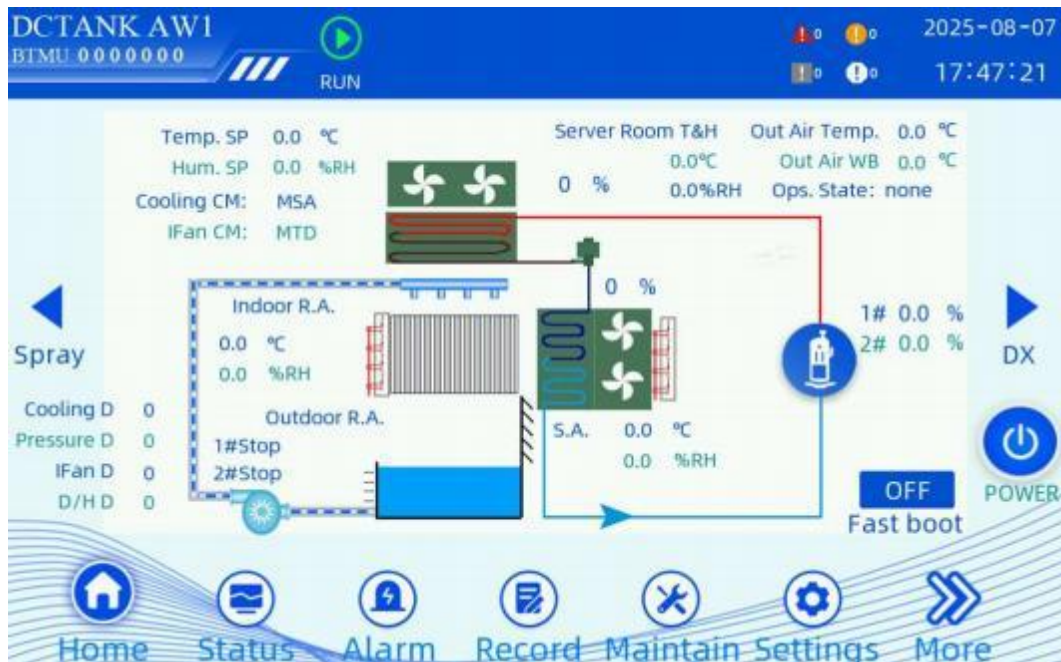 DCTANK AW1
BTMU 0000000
RUN
0 0
0 0
2025-08-07
17:47:21
Temp. SP 0.0 ℃
Hum. SP 0.0 %RH
Cooling CM: MSA
IFan CM: MTD
Server Room T&H
0.0℃
0 %
0.0%RH
Out Air Temp. 0.0 ℃
Out Air WB 0.0 ℃
Ops. State: none
Indoor R.A.
0.0 ℃
0.0 %RH
0 %
1# 0.0 %
2# 0.0 %
Spray
DX
Cooling D 0
Pressure D 0
IFan D 0
D/H D 0
Outdoor R.A.
1#Stop
2#Stop
S.A. 0.0 ℃
0.0 %RH
OFF
Fast boot
POWER
Home Status Alarm Record Maintain Settings More